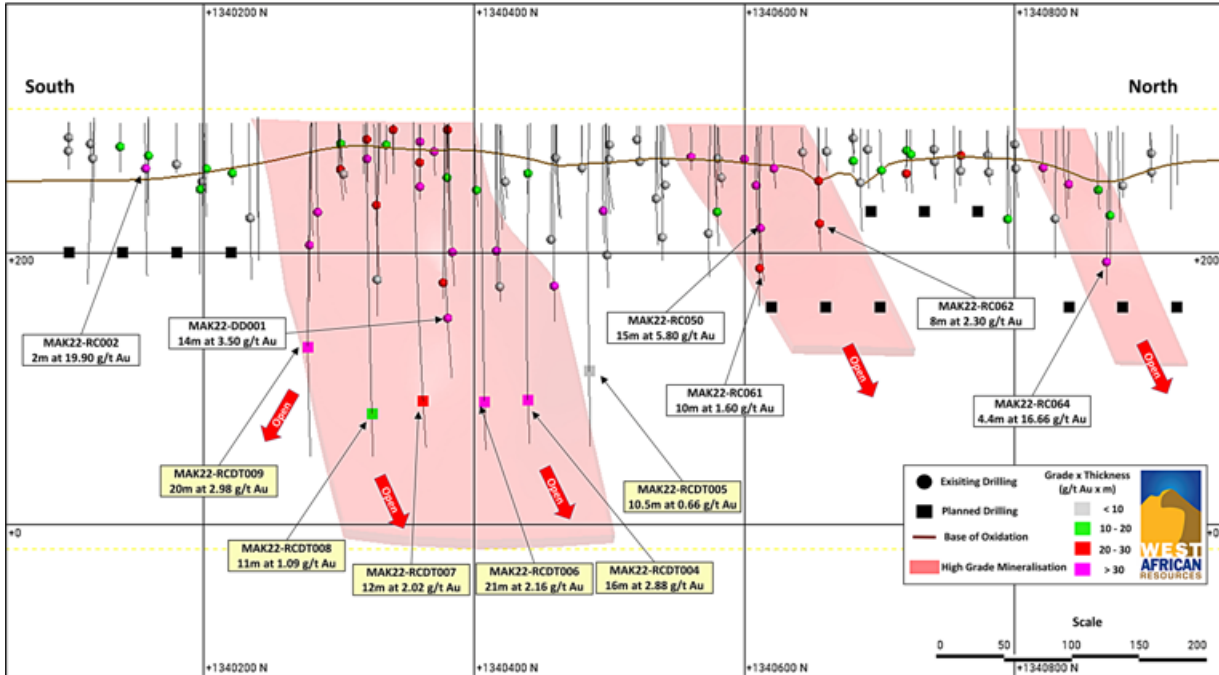 +1340200 N
+1340400 N
+1340600 N
+1340800 N
South
North
+200
+200
MAK22-RC002
2m at 19.90 g/t Au
MAK22-DD001
14m at 3.50 g/t Au
MAK22-RC050
15m at 5.80 g/t Au
MAK22-RC062
8m at 2.30 g/t Au
MAK22-RC061
10m at 1.60 g/t Au
MAK22-RC064
4.4m at 16.66 g/t Au
Open
Open
Open
Open
Open
MAK22-RCDT009
20m at 2.98 g/t Au
MAK22-RCDT005
10.5m at 0.66 g/t Au
MAK22-RCDT008
11m at 1.09 g/t Au
MAK22-RCDT007
12m at 2.02 g/t Au
MAK22-RCDT006
21m at 2.16 g/t Au
MAK22-RCDT004
16m at 2.88 g/t Au
+0
+0
Exisiting Drilling
Planned Drilling
Base of Oxidation
High Grade Mineralisation
Grade x Thickness
(g/t Au x m)
< 10
10 - 20
20 - 30
> 30
WEST
AFRICAN
RESOURCES
Scale
0
50
100
150
200
+1340200 N
+1340400 N
+1340600 N
+1340800 N